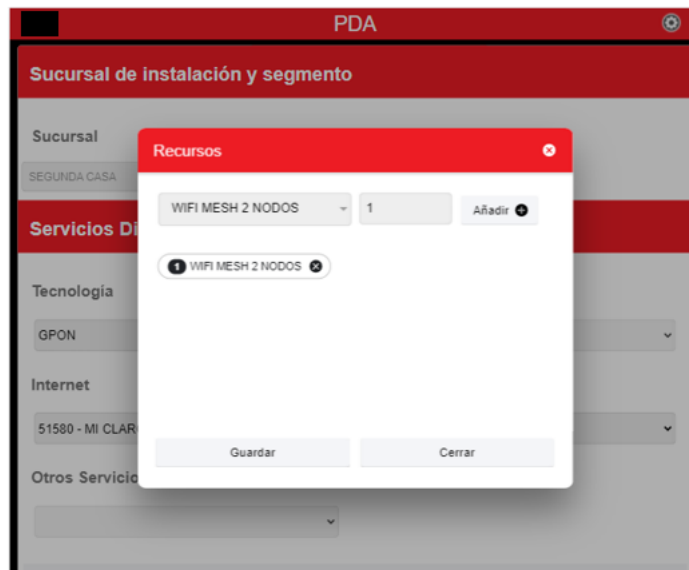 PDA
Sucursal de instalación y segmento
Sucursal
SEGUNDA CASA
Servicios Di
Tecnología
GPON
Internet
51580 - MI CLAR
Otros Servicio
Recursos
WIFI MESH 2 NODOS 1 Añadir
1 WIFI MESH 2 NODOS
Guardar Cerrar